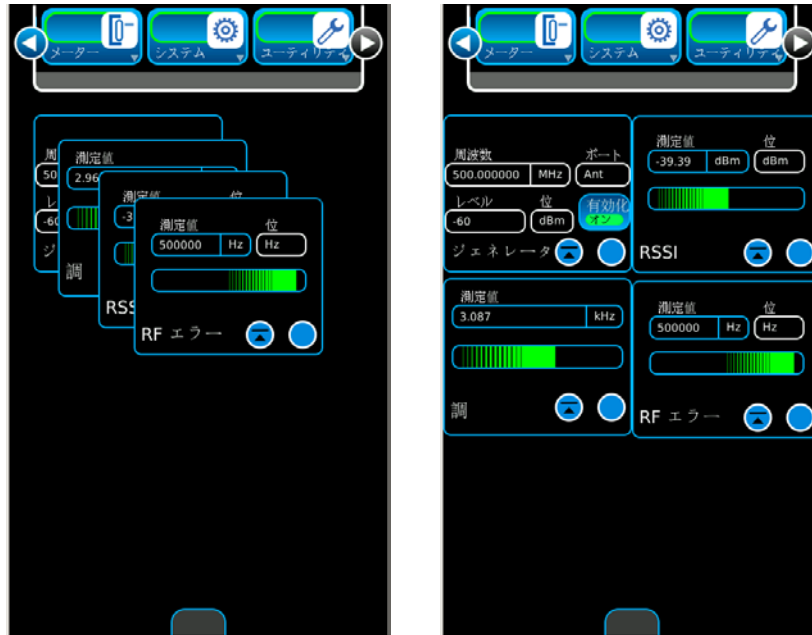 メーター
システム
ユーティリティ
周
50
レ
-60
ジ
測定値
2.96
調
測定値
-3
位
RSS
測定値
位
500000
Hz
Hz
RF エラー
メーター
システム
ユーティリティ
周波数
ポート
500.000000
MHz
Ant
レベル
位
有効化
-60
dBm
オン
ジェネレータ
測定値
位
-39.39
dBm
dBm
RSSI
測定値
3.087
kHz
調
測定値
位
500000
Hz
Hz
RF エラー